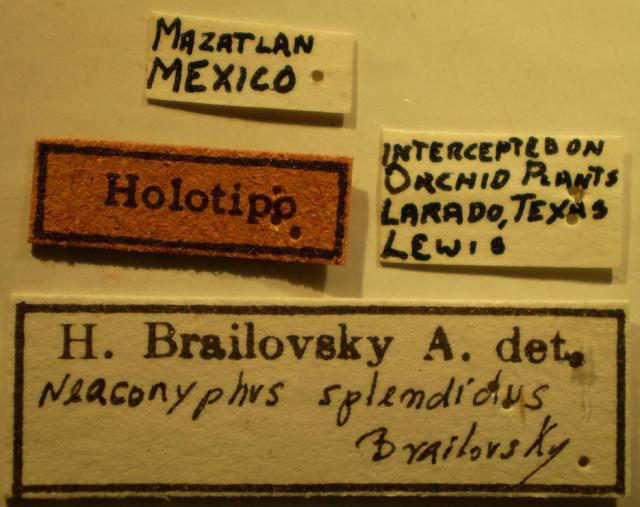 MAZATLAN
MEXICO
Holotipo
INTERCEPTED ON
ORCHID PLANTS
LARADO, TEXAS
LEWIS
H. Brailovsky A. det.
Neaconyphus splendidus
Brailovsky.